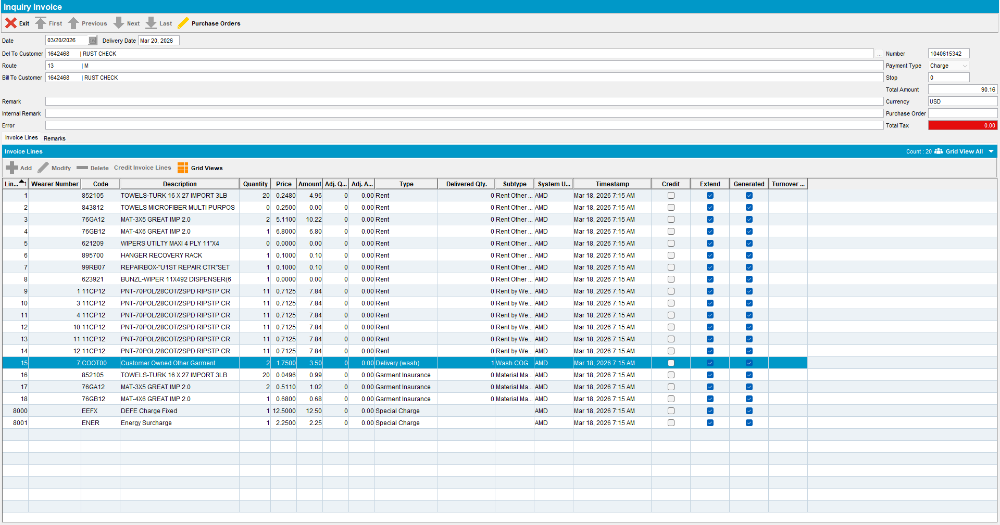 Inquiry Invoice
Exit First Previous Next Last Purchase Orders
Date 03/20/2026 Delivery Date Mar 20, 2026
Del To Customer 1642468 | RUST CHECK ... Number 1040615342
Route 13 | M Payment Type Charge
Bill To Customer 1642468 | RUST CHECK Stop 0
Total Amount 90.16
Remark Currency USD
Internal Remark Purchase Order
Error Total Tax 0.00
Invoice Lines Remarks
Invoice Lines Count : 20 Grid View All
Add Modify Delete Credit Invoice Lines Grid Views
Lin... 1 Wearer Number Code Description Quantity Price Amount Adj. Q... Adj. A... Type Delivered Qty. Subtype System U... Timestamp Credit Extend Generated Turnover ...
1 852105 TOWELS-TURK 16 X 27 IMPORT 3LB 20 0.2480 4.96 0 0.00 Rent 0 Rent Other ... AMD Mar 18, 2026 7:15 AM
2 843812 TOWELS MICROFIBER MULTI PURPOS 0 0.2500 0.00 0 0.00 Rent 0 Rent Other ... AMD Mar 18, 2026 7:15 AM
3 76GA12 MAT-3X5 GREAT IMP 2.0 2 5.1100 10.22 0 0.00 Rent 0 Rent Other ... AMD Mar 18, 2026 7:15 AM
4 76GB12 MAT-4X6 GREAT IMP 2.0 1 6.8000 6.80 0 0.00 Rent 0 Rent Other ... AMD Mar 18, 2026 7:15 AM
5 621209 WIPERS UTILTY MAXI 4 PLY 11"X4 0 0.0000 0.00 0 0.00 Rent 0 Rent Other ... AMD Mar 18, 2026 7:15 AM
6 895700 HANGER RECOVERY RACK 1 0.1000 0.10 0 0.00 Rent 0 Rent Other ... AMD Mar 18, 2026 7:15 AM
7 99RB07 REPAIRBOX-"U1ST REPAIR CTR"SET 1 0.1000 0.10 0 0.00 Rent 0 Rent Other ... AMD Mar 18, 2026 7:15 AM
8 623921 BUNZL-WIPER 11X492 DISPENSER(6 1 0.0000 0.00 0 0.00 Rent 0 Rent Other ... AMD Mar 18, 2026 7:15 AM
9 1 11CP12 PNT-70POL/28COT/2SPD RIPSTP CR 11 0.7125 7.84 0 0.00 Rent 0 Rent by We... AMD Mar 18, 2026 7:15 AM
10 3 11CP12 PNT-70POL/28COT/2SPD RIPSTP CR 11 0.7125 7.84 0 0.00 Rent 0 Rent by We... AMD Mar 18, 2026 7:15 AM
11 4 11CP12 PNT-70POL/28COT/2SPD RIPSTP CR 11 0.7125 7.84 0 0.00 Rent 0 Rent by We... AMD Mar 18, 2026 7:15 AM
12 10 11CP12 PNT-70POL/28COT/2SPD RIPSTP CR 11 0.7125 7.84 0 0.00 Rent 0 Rent by We... AMD Mar 18, 2026 7:15 AM
13 11 11CP12 PNT-70POL/28COT/2SPD RIPSTP CR 11 0.7125 7.84 0 0.00 Rent 0 Rent by We... AMD Mar 18, 2026 7:15 AM
14 12 11CP12 PNT-70POL/28COT/2SPD RIPSTP CR 11 0.7125 7.84 0 0.00 Rent 0 Rent by We... AMD Mar 18, 2026 7:15 AM
15 7 COOT00 Customer Owned Other Garment 2 1.7500 3.50 0 0.00 Delivery (wash) 1 Wash COG AMD Mar 18, 2026 7:15 AM
16 852105 TOWELS-TURK 16 X 27 IMPORT 3LB 20 0.0496 0.99 0 0.00 Garment Insurance 0 Material Ma... AMD Mar 18, 2026 7:15 AM
17 76GA12 MAT-3X5 GREAT IMP 2.0 2 0.5110 1.02 0 0.00 Garment Insurance 0 Material Ma... AMD Mar 18, 2026 7:15 AM
18 76GB12 MAT-4X6 GREAT IMP 2.0 1 0.6800 0.68 0 0.00 Garment Insurance 0 Material Ma... AMD Mar 18, 2026 7:15 AM
8000 EEFX DEFE Charge Fixed 1 12.5000 12.50 0 0.00 Special Charge AMD Mar 18, 2026 7:15 AM
8001 ENER Energy Surcharge 1 2.2500 2.25 0 0.00 Special Charge AMD Mar 18, 2026 7:15 AM